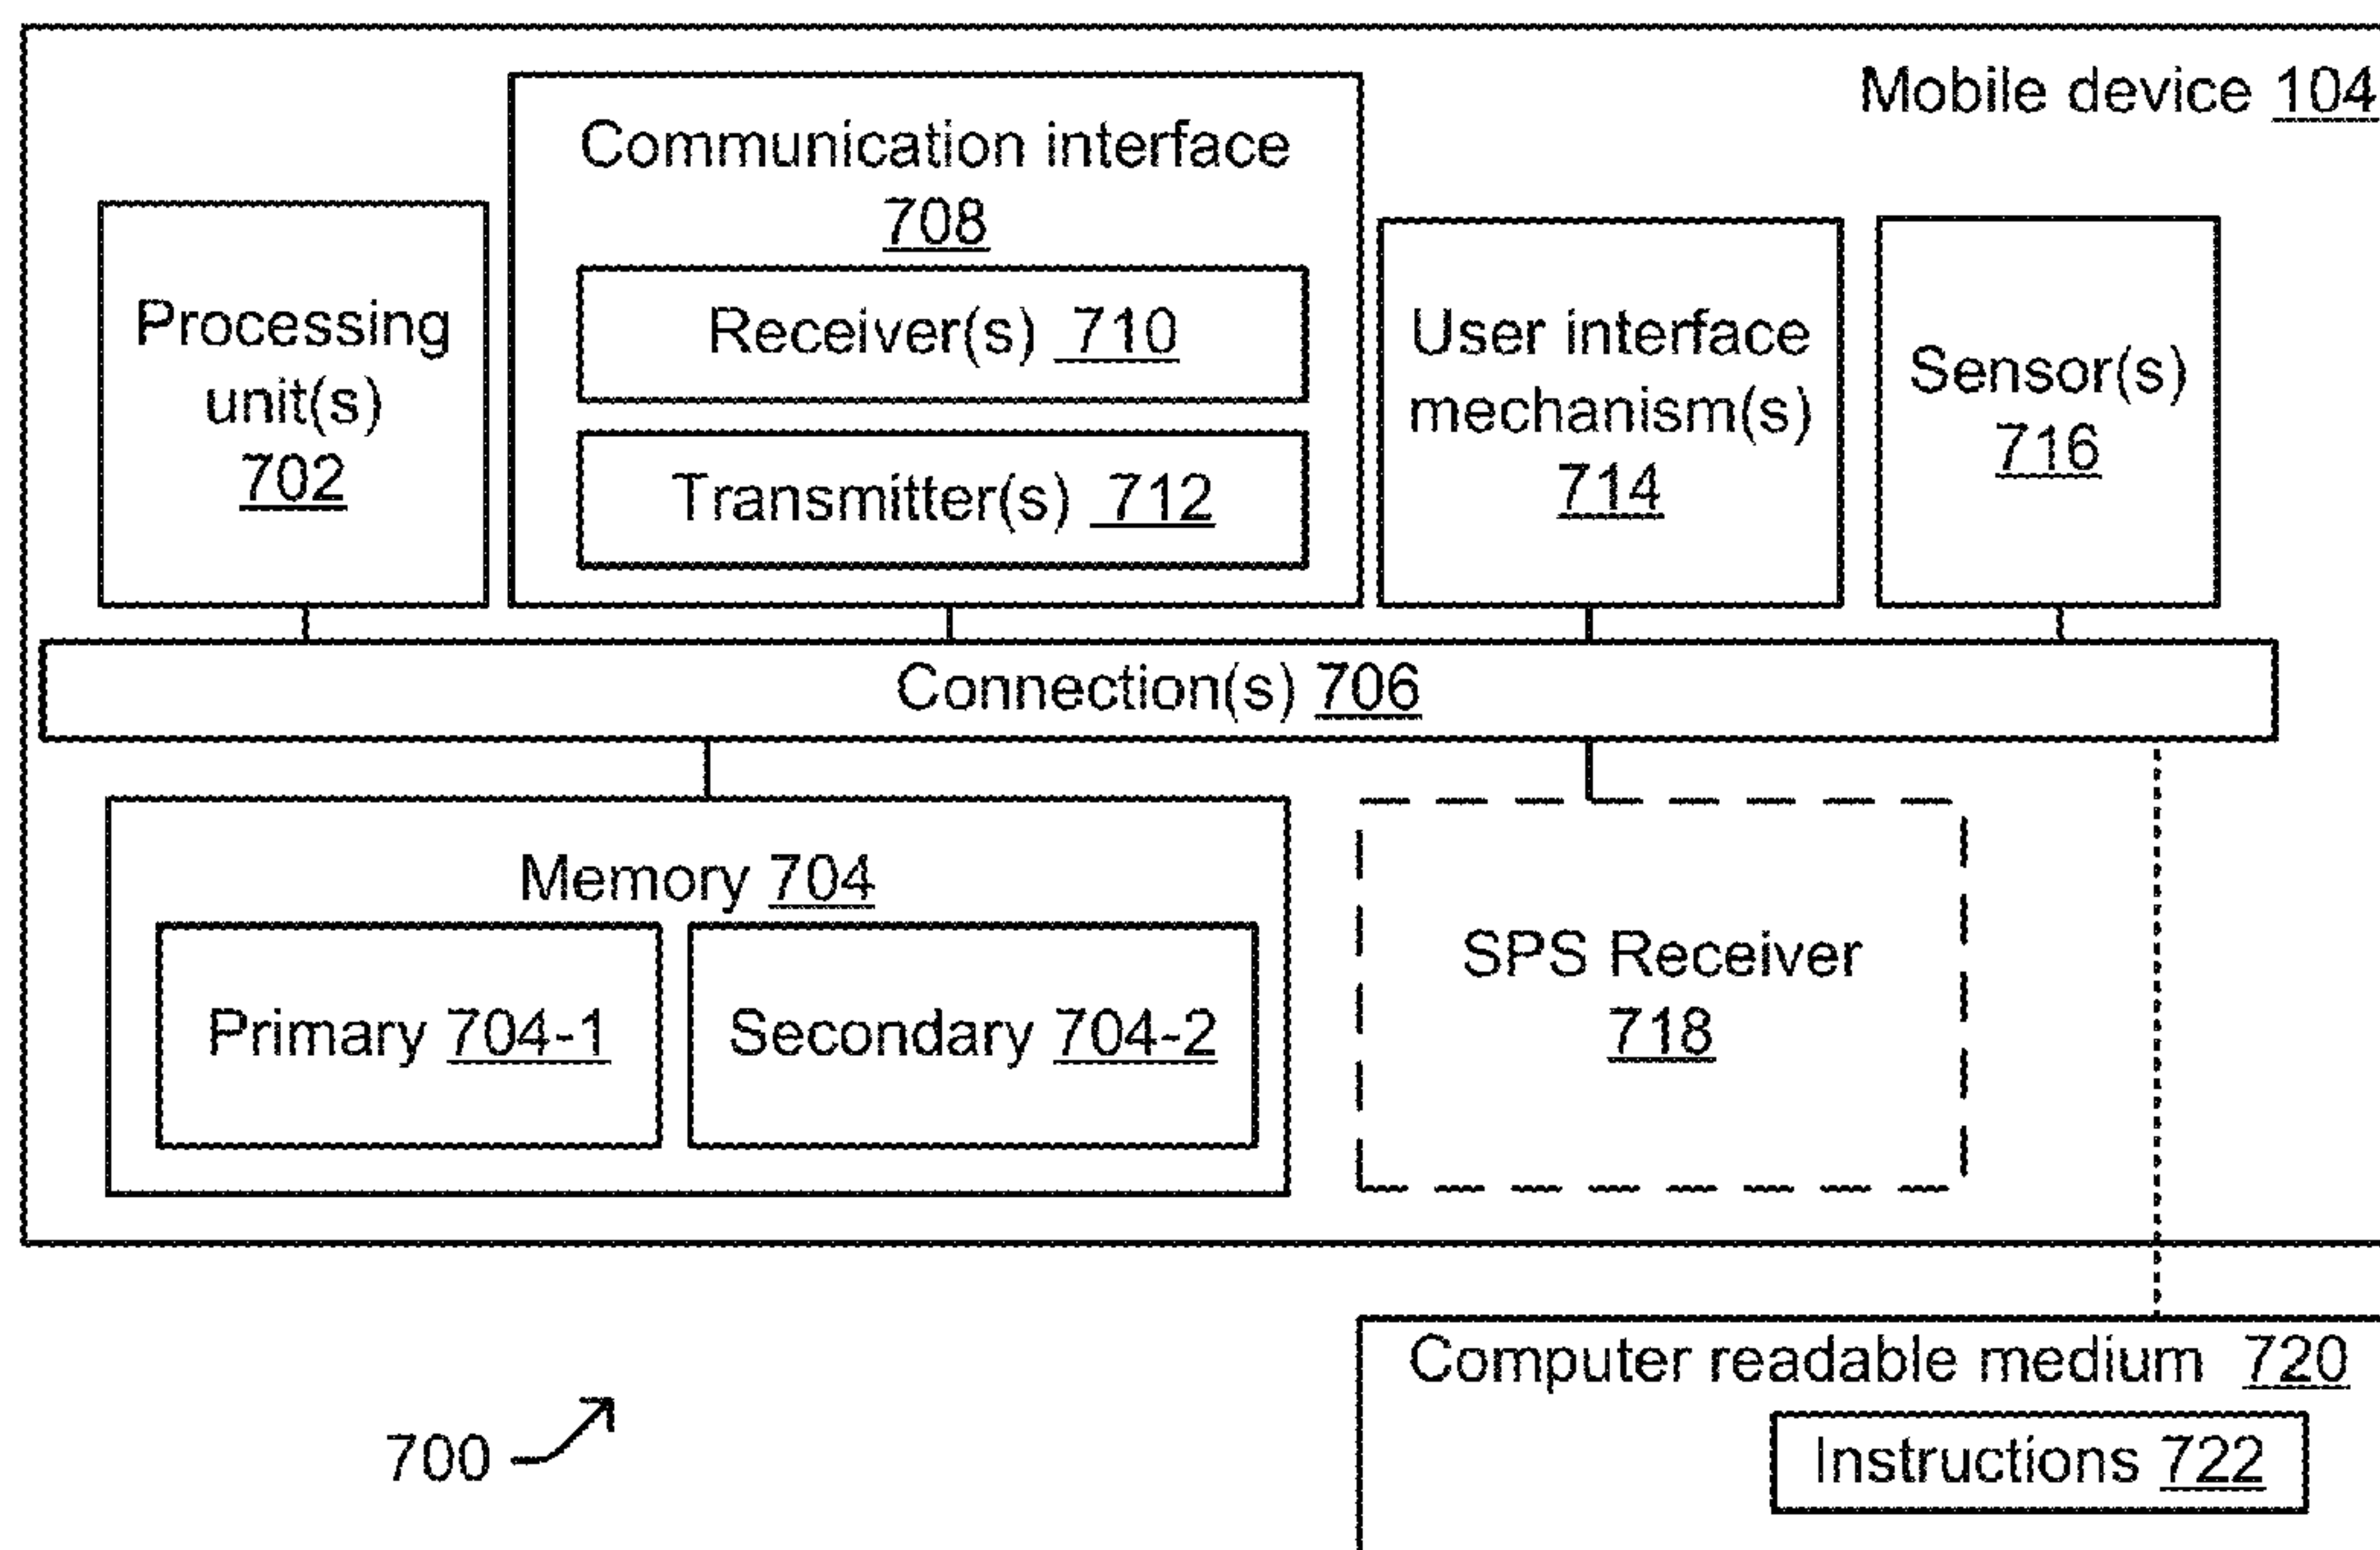 Mobile device 104
Communication interface
708
Receiver(s) 710
Transmitter(s) 712
Processing
unit(s)
702
User interface
mechanism(s)
714
Sensor(s)
716
Connection(s) 706
Memory 704
Primary 704-1
Secondary 704-2
SPS Receiver
718
Computer readable medium 720
Instructions 722
700